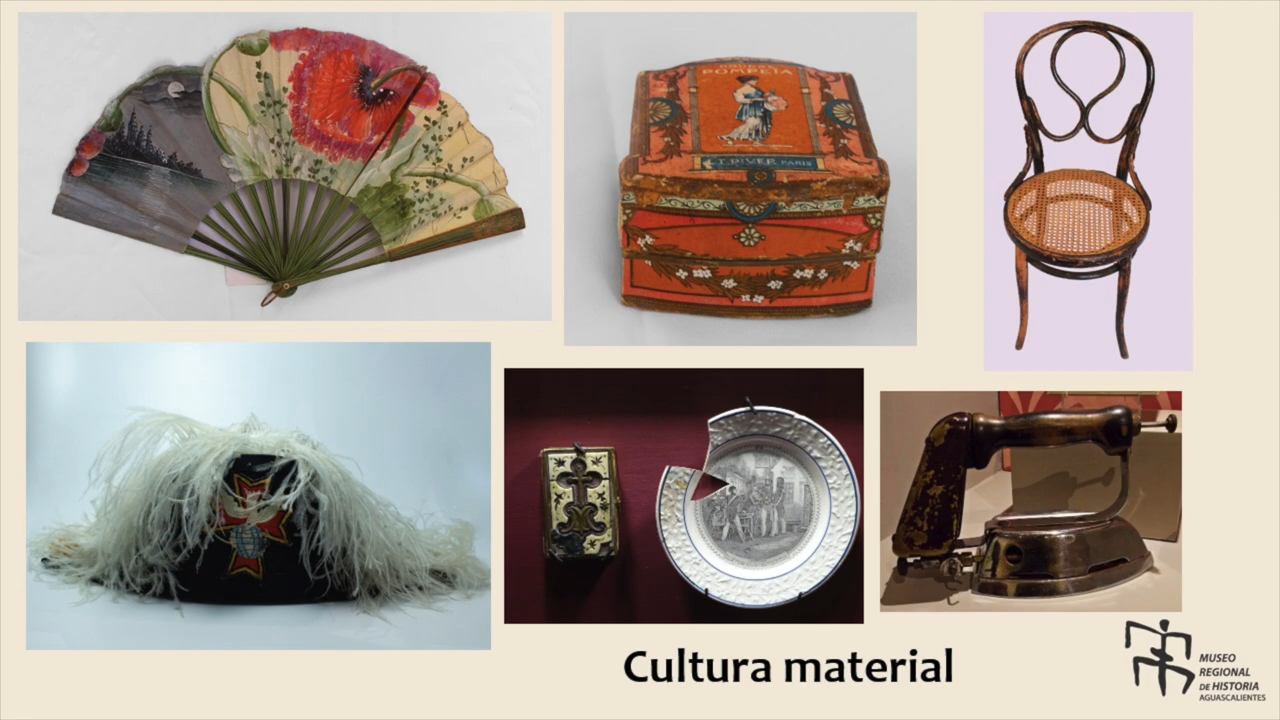 POMPEIA
L.T. PIVER PARIS
Cultura material
MUSEO
REGIONAL
DE HISTORIA
AGUASCALIENTES